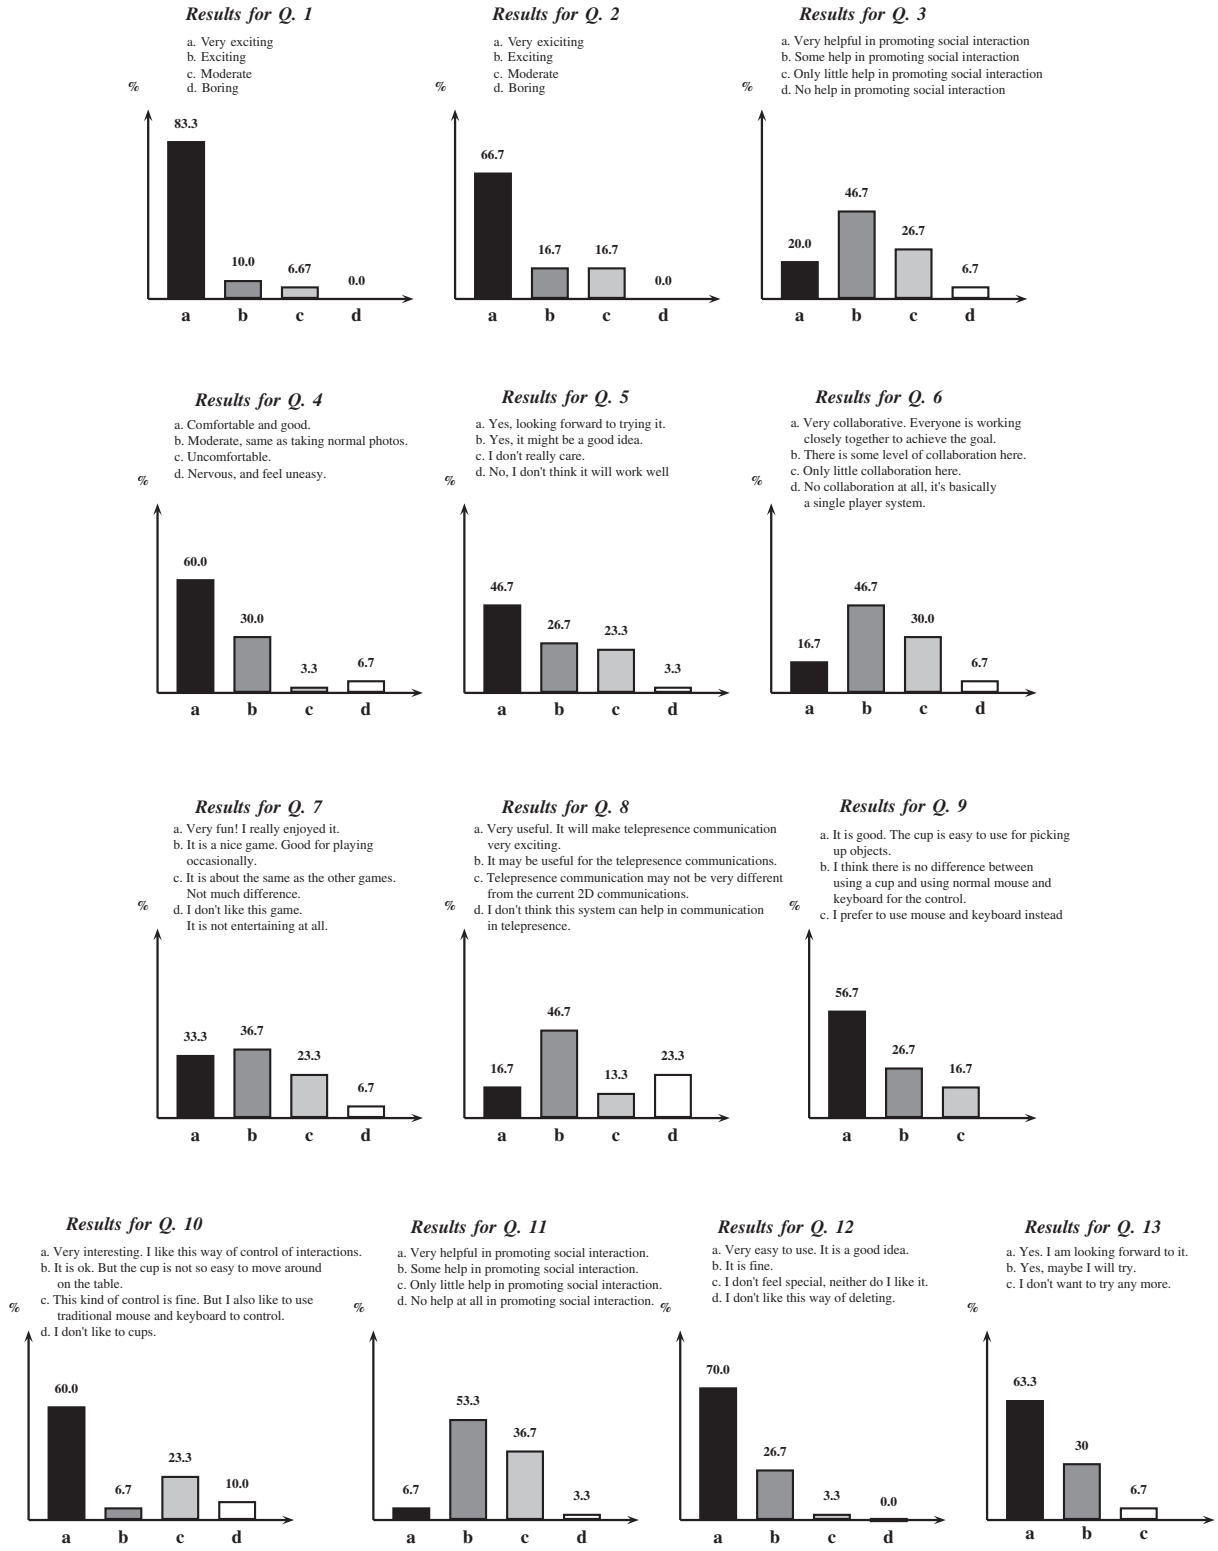 Results for Q. 1
a. Very exciting
b. Exciting
c. Moderate
d. Boring
%
83.3
10.0
6.67
0.0
a b c d
Results for Q. 2
a. Very exiciting
b. Exciting
c. Moderate
d. Boring
%
66.7
16.7
16.7
0.0
a b c d
Results for Q. 3
a. Very helpful in promoting social interaction
b. Some help in promoting social interaction
c. Only little help in promoting social interaction
d. No help in promoting social interaction
%
20.0
46.7
26.7
6.7
a b c d
Results for Q. 4
a. Comfortable and good.
b. Moderate, same as taking normal photos.
c. Uncomfortable.
d. Nervous, and feel uneasy.
%
60.0
30.0
3.3
6.7
a b c d
Results for Q. 5
a. Yes, looking forward to trying it.
b. Yes, it might be a good idea.
c. I don't really care.
d. No, I don't think it will work well
%
46.7
26.7
23.3
3.3
a b c d
Results for Q. 6
a. Very collaborative. Everyone is working
closely together to achieve the goal.
b. There is some level of collaboration here.
c. Only little collaboration here.
d. No collaboration at all, it's basically
a single player system.
%
16.7
46.7
30.0
6.7
a b c d
Results for Q. 7
a. Very fun! I really enjoyed it.
b. It is a nice game. Good for playing
occasionally.
c. It is about the same as the other games.
Not much difference.
d. I don't like this game.
It is not entertaining at all.
%
33.3
36.7
23.3
6.7
a b c d
Results for Q. 8
a. Very useful. It will make telepresence communication
very exciting.
b. It may be useful for the telepresence communications.
c. Telepresence communication may not be very different
from the current 2D communications.
d. I don't think this system can help in communication
in telepresence.
%
16.7
46.7
13.3
23.3
a b c d
Results for Q. 9
a. It is good. The cup is easy to use for picking
up objects.
b. I think there is no difference between
using a cup and using normal mouse and
keyboard for the control.
c. I prefer to use mouse and keyboard instead
%
56.7
26.7
16.7
a b c
Results for Q. 10
a. Very interesting. I like this way of control of interactions.
b. It is ok. But the cup is not so easy to move around
on the table.
c. This kind of control is fine. But I also like to use
traditional mouse and keyboard to control.
d. I don't like to cups.
%
60.0
6.7
23.3
10.0
a b c d
Results for Q. 11
a. Very helpful in promoting social interaction.
b. Some help in promoting social interaction.
c. Only little help in promoting social interaction.
d. No help at all in promoting social interaction.
%
6.7
53.3
36.7
3.3
a b c d
Results for Q. 12
a. Very easy to use. It is a good idea.
b. It is fine.
c. I don't feel special, neither do I like it.
d. I don't like this way of deleting.
%
70.0
26.7
3.3
0.0
a b c d
Results for Q. 13
a. Yes. I am looking forward to it.
b. Yes, maybe I will try.
c. I don't want to try any more.
%
63.3
30
6.7
a b c